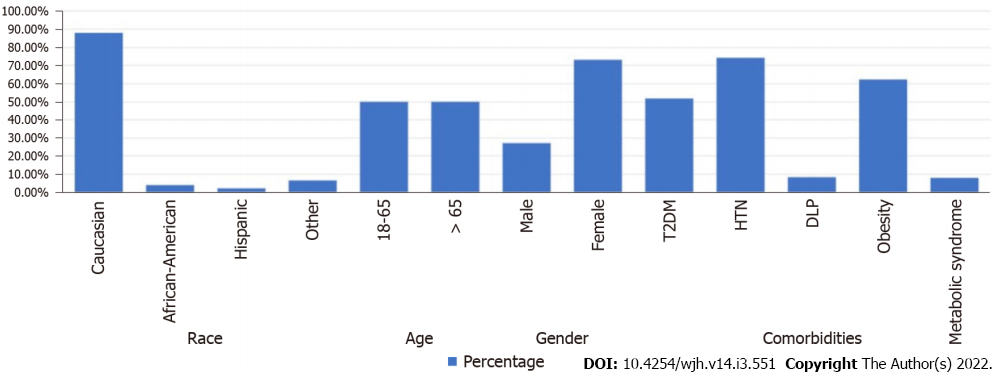 100.00%
90.00%
80.00%
70.00%
60.00%
50.00%
40.00%
30.00%
20.00%
10.00%
0.00%
Caucasian
African-American
Hispanic
Other
18-65
> 65
Male
Female
T2DM
HTN
DLP
Obesity
Metabolic syndrome
Race
Age
Gender
Comorbidities
Percentage
DOI: 10.4254/wjh.v14.i3.551 Copyright The Author(s) 2022.